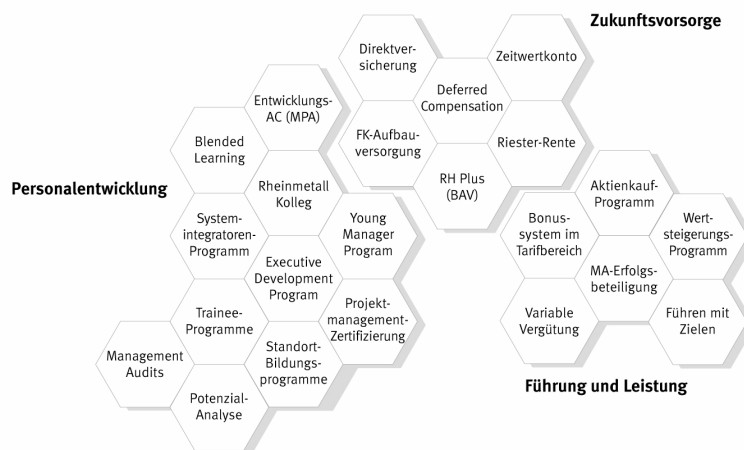 Zukunftsvorsorge
Direktver-
sicherung
Zeitwertkonto
Deferred
Compensation
FK-Aufbau-
versorgung
Riester-Rente
RH Plus
(BAV)
Personalentwicklung
Entwicklungs-
AC (MPA)
Blended
Learning
Rheinmetall
Kolleg
System-
integratoren-
Programm
Young
Manager
Program
Executive
Development
Program
Trainee-
Programme
Projekt-
management-
Zertifizierung
Management
Audits
Standort-
Bildungs-
programme
Potenzial-
Analyse
Aktienkauf-
Programm
Bonus-
system im
Tarifbereich
Wert-
steigerungs-
Programm
MA-Erfolgs-
beteiligung
Variable
Vergütung
Führen mit
Zielen
Führung und Leistung